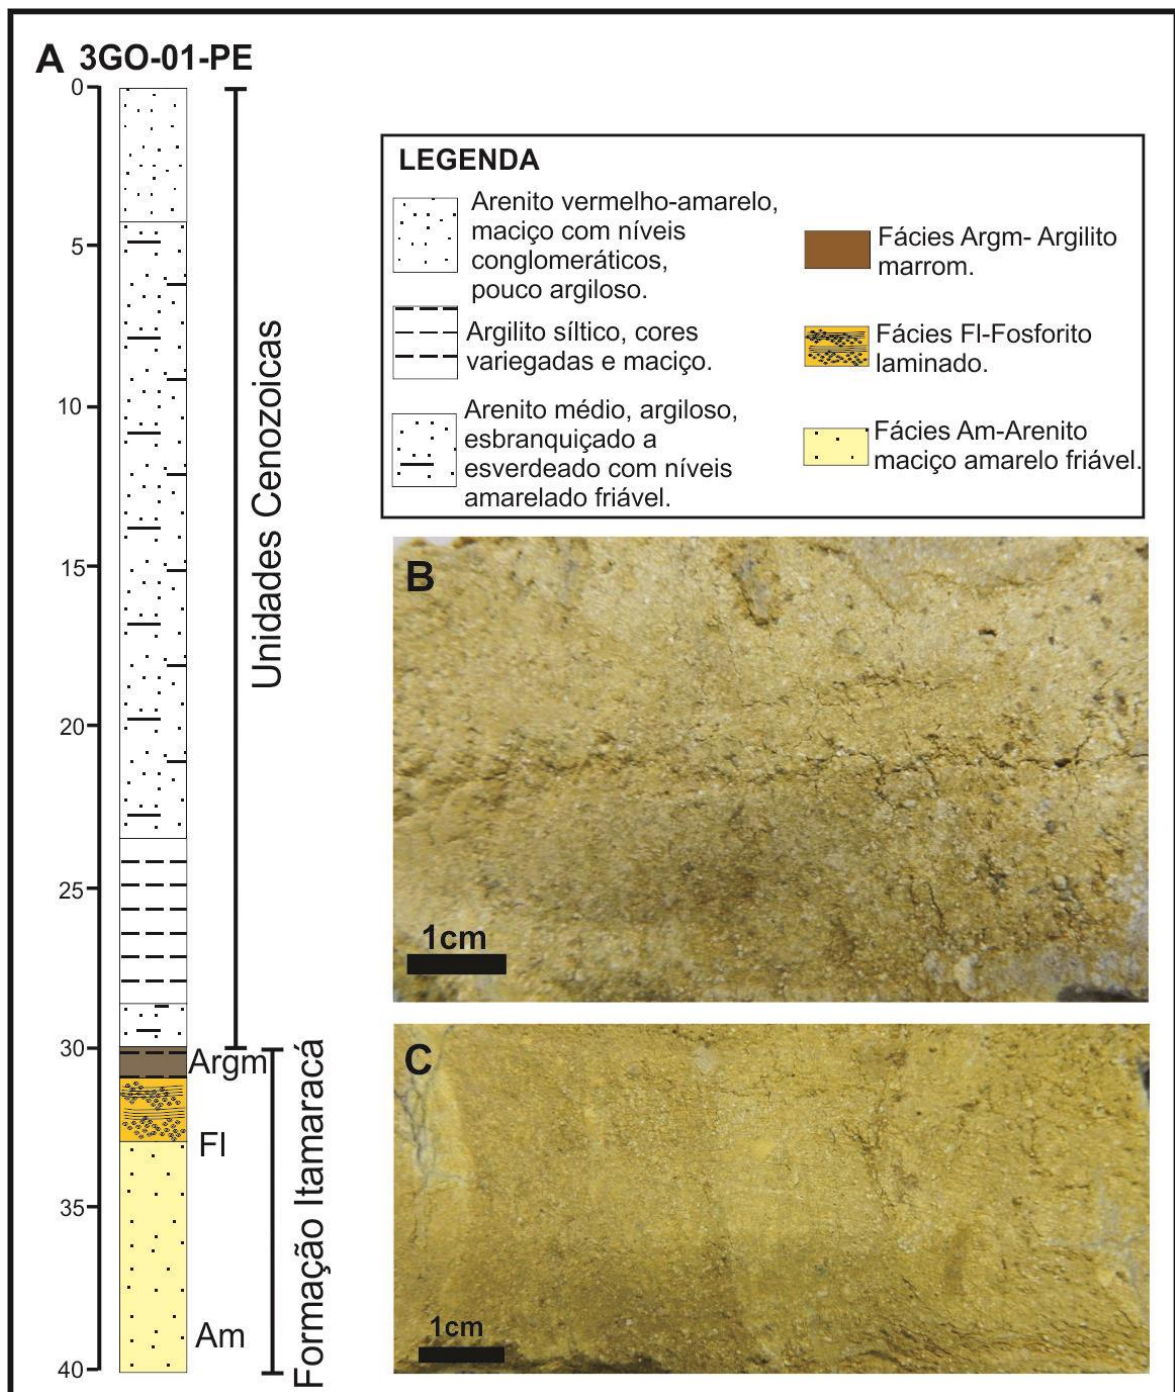 A 3GO-01-PE
0
5
10
15
20
25
30
35
40
Unidades Cenozoicas
Argm
Fl
Am
Formação Itamaracá
LEGENDA
Arenito vermelho-amarelo,
maciço com níveis
conglomeráticos,
pouco argiloso.
Argilito síltico, cores
variegadas e maciço.
Arenito médio, argiloso,
esbranquiçado a
esverdeado com níveis
amarelado friável.
Fácies Argm- Argilito
marrom.
Fácies Fl-Fosforito
laminado.
Fácies Am-Arenito
maciço amarelo friável.
B
1cm
C
1cm